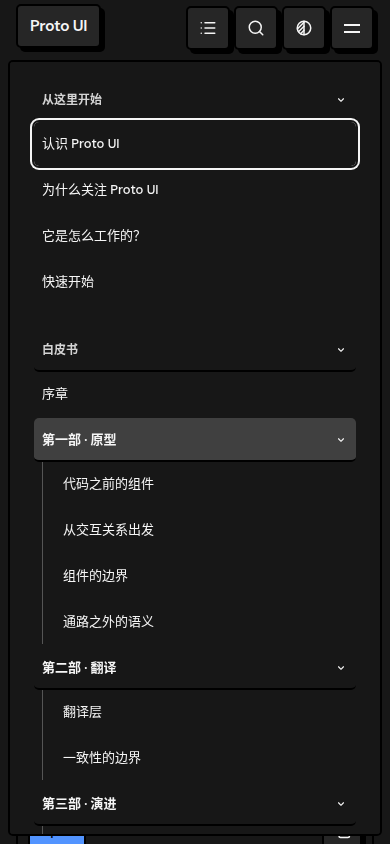 Proto UI
从这里开始
认识 Proto UI
为什么关注 Proto UI
它是怎么工作的？
快速开始
白皮书
序章
第一部 · 原型
代码之前的组件
从交互关系出发
组件的边界
通路之外的语义
第二部 · 翻译
翻译层
一致性的边界
第三部 · 演进